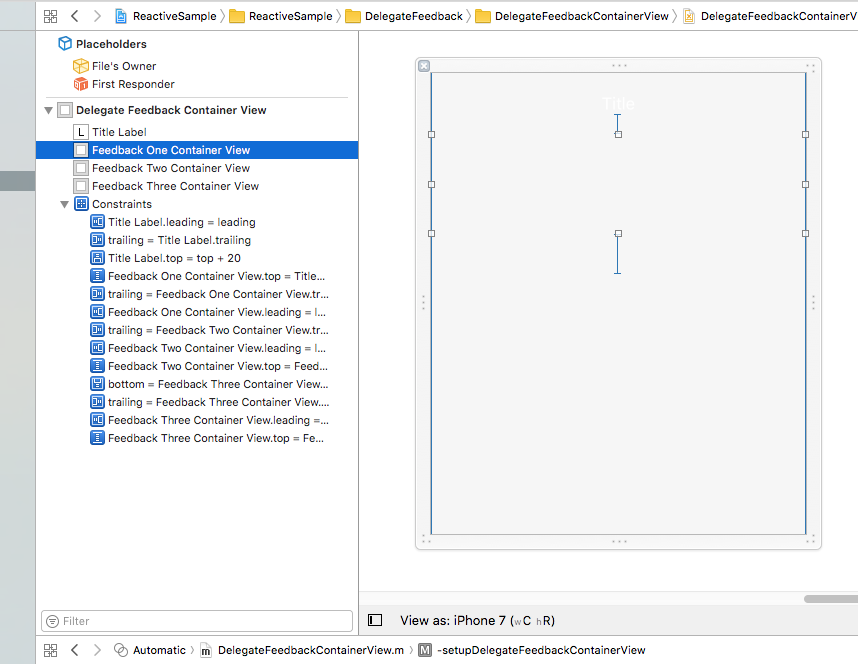 ReactiveSample ReactiveSample DelegateFeedback DelegateFeedbackContainerView DelegateFeedbackContainerV
Placeholders
File's Owner
First Responder
Delegate Feedback Container View
L Title Label
Feedback One Container View
Feedback Two Container View
Feedback Three Container View
Constraints
Title Label.leading = leading
trailing = Title Label.trailing
Title Label.top = top + 20
Feedback One Container View.top = Title...
trailing = Feedback One Container View.tr...
Feedback One Container View.leading = l...
trailing = Feedback Two Container View.tr...
Feedback Two Container View.leading = l...
Feedback Two Container View.top = Feed...
bottom = Feedback Three Container View...
trailing = Feedback Three Container View....
Feedback Three Container View.leading =...
Feedback Three Container View.top = Fe...
Title
Filter
View as: iPhone 7 (wC hR)
Automatic m DelegateFeedbackContainerView.m M -setupDelegateFeedbackContainerView